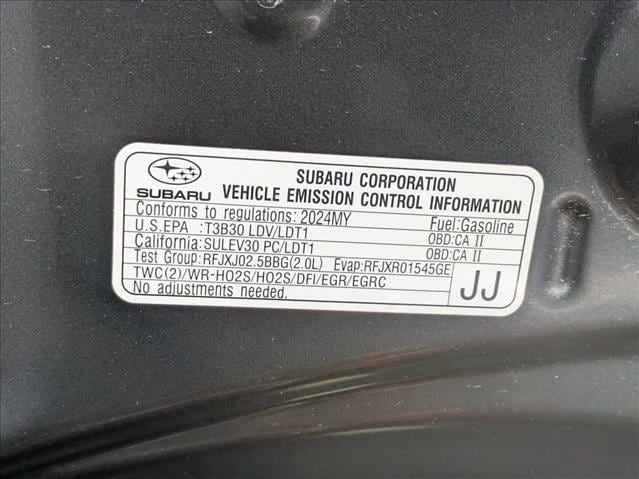 SUBARU
SUBARU CORPORATION
VEHICLE EMISSION CONTROL INFORMATION
Conforms to regulations: 2024MY Fuel:Gasoline
U.S.EPA :T3B30 LDV/LDT1 OBD:CA II
California:SULEV30 PC/LDT1 OBD:CA II
Test Group:RFJXJ02.5BBG(2.0L) Evap:RFJXR01545GE
TWC(2)/WR-HO2S/HO2S/DFI/EGR/EGRC
No adjustments needed.
JJ